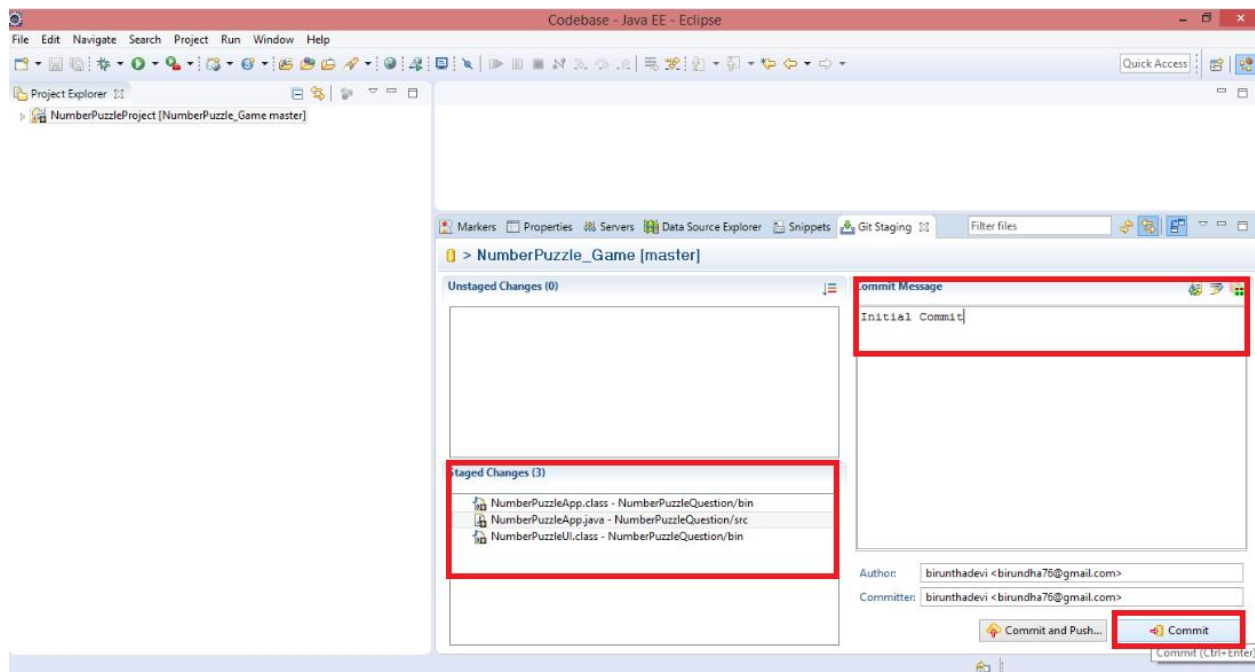 Codebase - Java EE - Eclipse
File Edit Navigate Search Project Run Window Help
Quick Access
Project Explorer
NumberPuzzleProject [NumberPuzzle_Game master]
Markers Properties Servers Data Source Explorer Snippets Git Staging Filter files
> NumberPuzzle_Game [master]
Unstaged Changes (0)
Commit Message
Initial Commit
Staged Changes (3)
NumberPuzzleApp.class - NumberPuzzleQuestion/bin
NumberPuzzleApp.java - NumberPuzzleQuestion/src
NumberPuzzleUI.class - NumberPuzzleQuestion/bin
Author: birunthadevi <birundha76@gmail.com>
Committer: birunthadevi <birundha76@gmail.com>
Commit and Push... Commit
Commit (Ctrl+Enter)